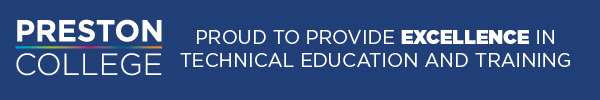 PRESTON
COLLEGE
PROUD TO PROVIDE EXCELLENCE IN
TECHNICAL EDUCATION AND TRAINING